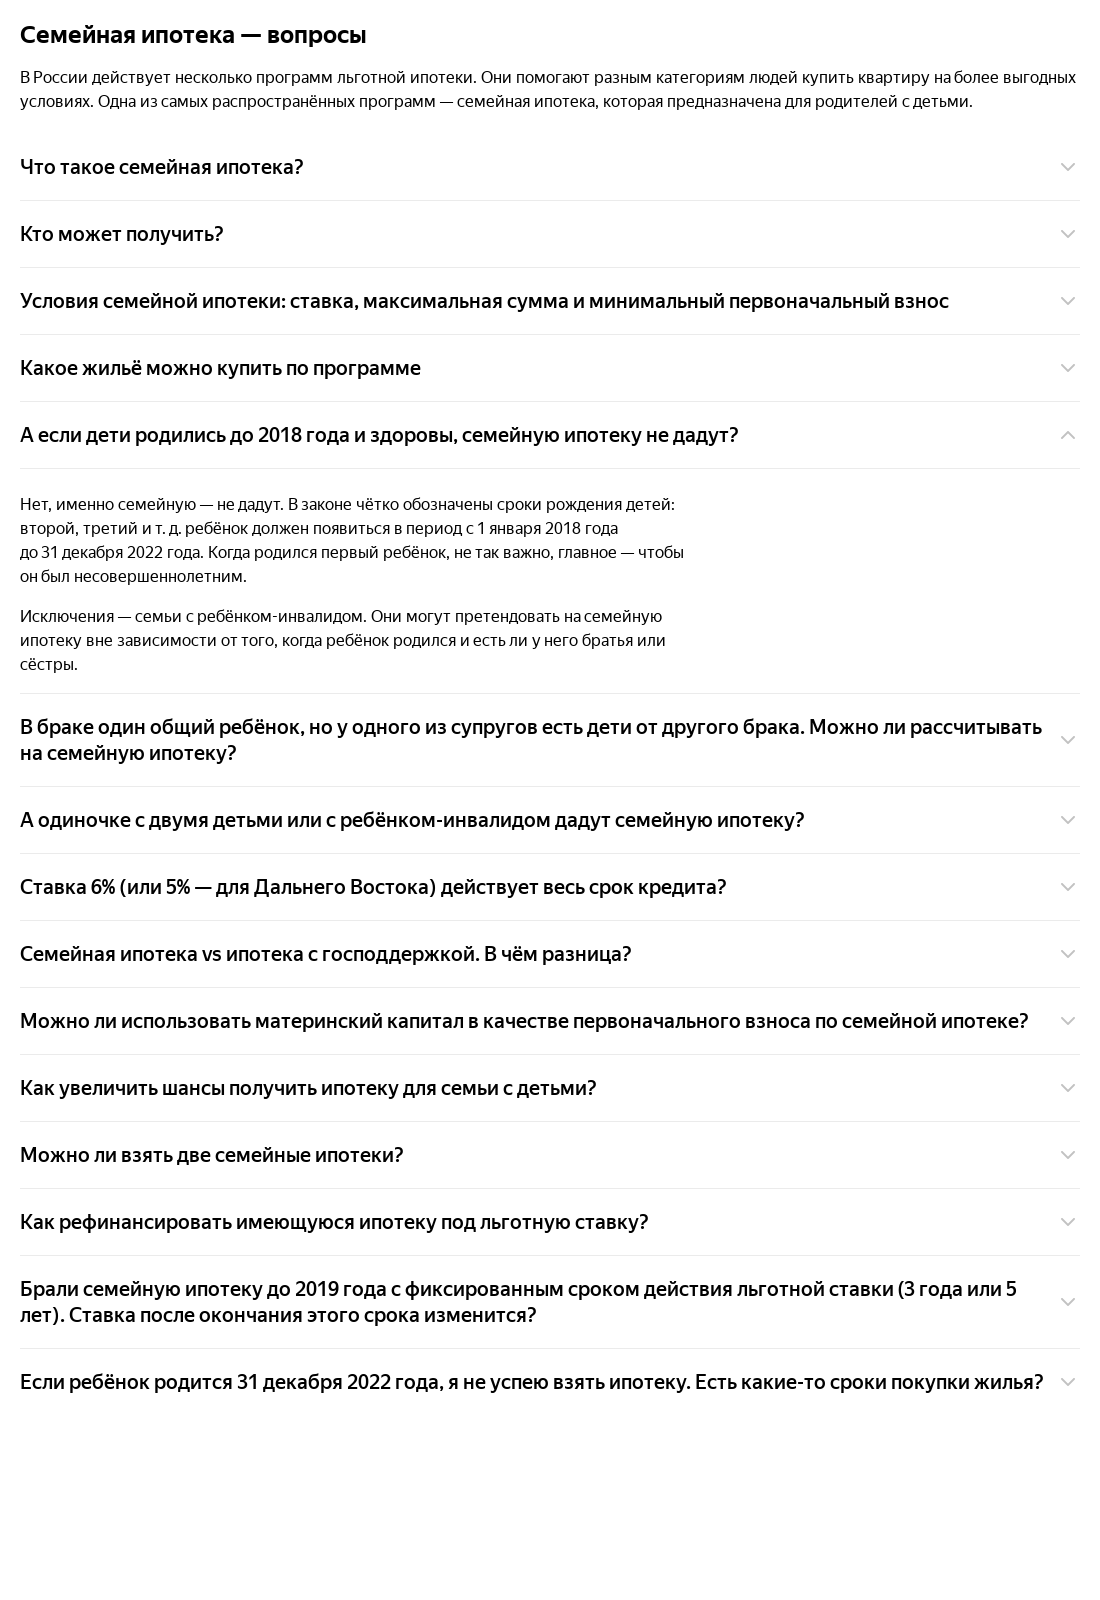 Семейная ипотека — вопросы
В России действует несколько программ льготной ипотеки. Они помогают разным категориям людей купить квартиру на более выгодных
условиях. Одна из самых распространённых программ — семейная ипотека, которая предназначена для родителей с детьми.
Что такое семейная ипотека?
Кто может получить?
Условия семейной ипотеки: ставка, максимальная сумма и минимальный первоначальный взнос
Какое жильё можно купить по программе
А если дети родились до 2018 года и здоровы, семейную ипотеку не дадут?
Нет, именно семейную — не дадут. В законе чётко обозначены сроки рождения детей:
второй, третий и т. д. ребёнок должен появиться в период с 1 января 2018 года
до 31 декабря 2022 года. Когда родился первый ребёнок, не так важно, главное — чтобы
он был несовершеннолетним.
Исключения — семьи с ребёнком-инвалидом. Они могут претендовать на семейную
ипотеку вне зависимости от того, когда ребёнок родился и есть ли у него братья или
сёстры.
В браке один общий ребёнок, но у одного из супругов есть дети от другого брака. Можно ли рассчитывать
на семейную ипотеку?
А одиночке с двумя детьми или с ребёнком-инвалидом дадут семейную ипотеку?
Ставка 6% (или 5% — для Дальнего Востока) действует весь срок кредита?
Семейная ипотека vs ипотека с господдержкой. В чём разница?
Можно ли использовать материнский капитал в качестве первоначального взноса по семейной ипотеке?
Как увеличить шансы получить ипотеку для семьи с детьми?
Можно ли взять две семейные ипотеки?
Как рефинансировать имеющуюся ипотеку под льготную ставку?
Брали семейную ипотеку до 2019 года с фиксированным сроком действия льготной ставки (3 года или 5
лет). Ставка после окончания этого срока изменится?
Если ребёнок родится 31 декабря 2022 года, я не успею взять ипотеку. Есть какие-то сроки покупки жилья?